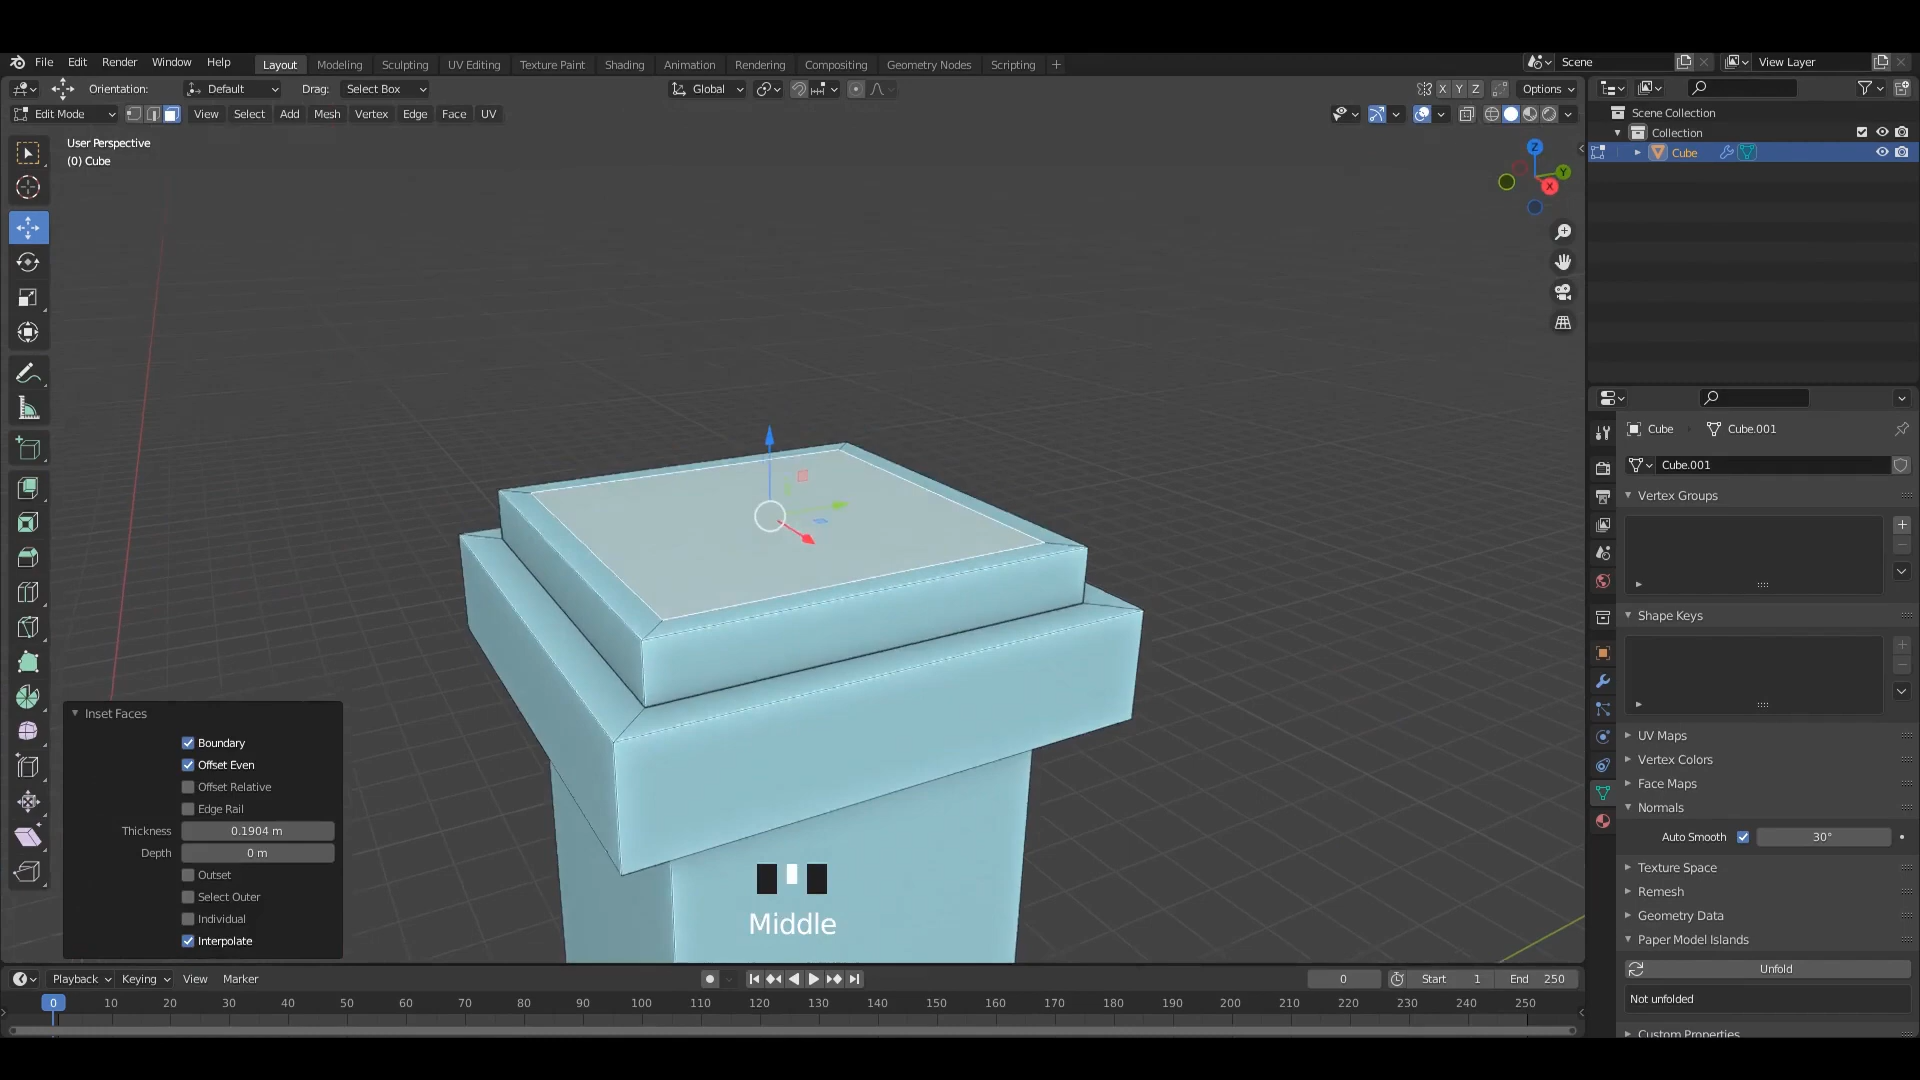 File Edit Render Window Help Layout Modeling Sculpting UV Editing Texture Paint Shading Animation Rendering Compositing Geometry Nodes Scripting + Scene View Layer
Orientation: Default Drag: Select Box Global X Y Z Options
Edit Mode View Select Add Mesh Vertex Edge Face UV
User Perspective
(0) Cube
Z
Y
X
Scene Collection
Collection
Cube
Cube Cube.001
Cube.001
Vertex Groups
Shape Keys
UV Maps
Vertex Colors
Face Maps
Normals
Auto Smooth 30°
Texture Space
Remesh
Geometry Data
Paper Model Islands
Unfold
Not unfolded
Custom Properties
Inset Faces
Boundary
Offset Even
Offset Relative
Edge Rail
Thickness 0.1904 m
Depth 0 m
Outset
Select Outer
Individual
Interpolate
Middle
Playback Keying View Marker 0 Start 1 End 250
0 10 20 30 40 50 60 70 80 90 100 110 120 130 140 150 160 170 180 190 200 210 220 230 240 250